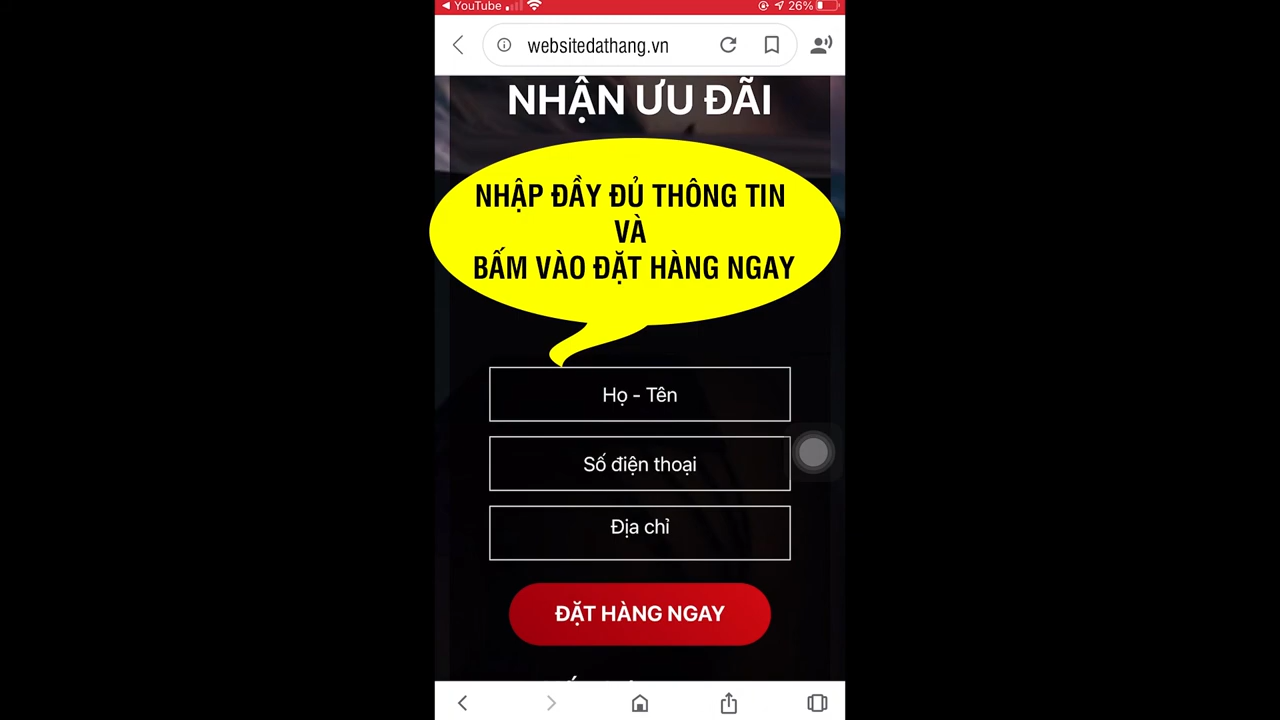 YouTube
26%
websitedathang.vn
NHẬN ƯU ĐÃI
NHẬP ĐẦY ĐỦ THÔNG TIN
VÀ
BẤM VÀO ĐẶT HÀNG NGAY
Họ - Tên
Số điện thoại
Địa chỉ
ĐẶT HÀNG NGAY